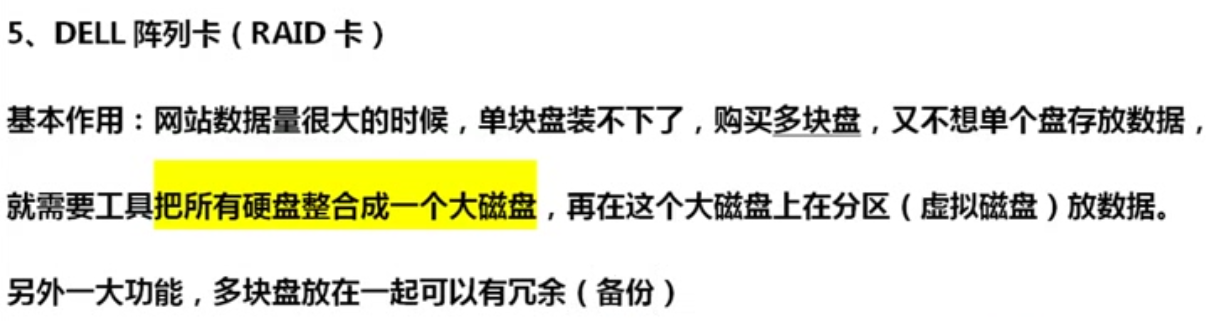 5、DELL 阵列卡（RAID 卡）
基本作用：网站数据量很大的时候，单块盘装不下了，购买多块盘，又不想单个盘存放数据，
就需要工具把所有硬盘整合成一个大磁盘，再在这个大磁盘上在分区（虚拟磁盘）放数据。
另外一大功能，多块盘放在一起可以有冗余（备份）